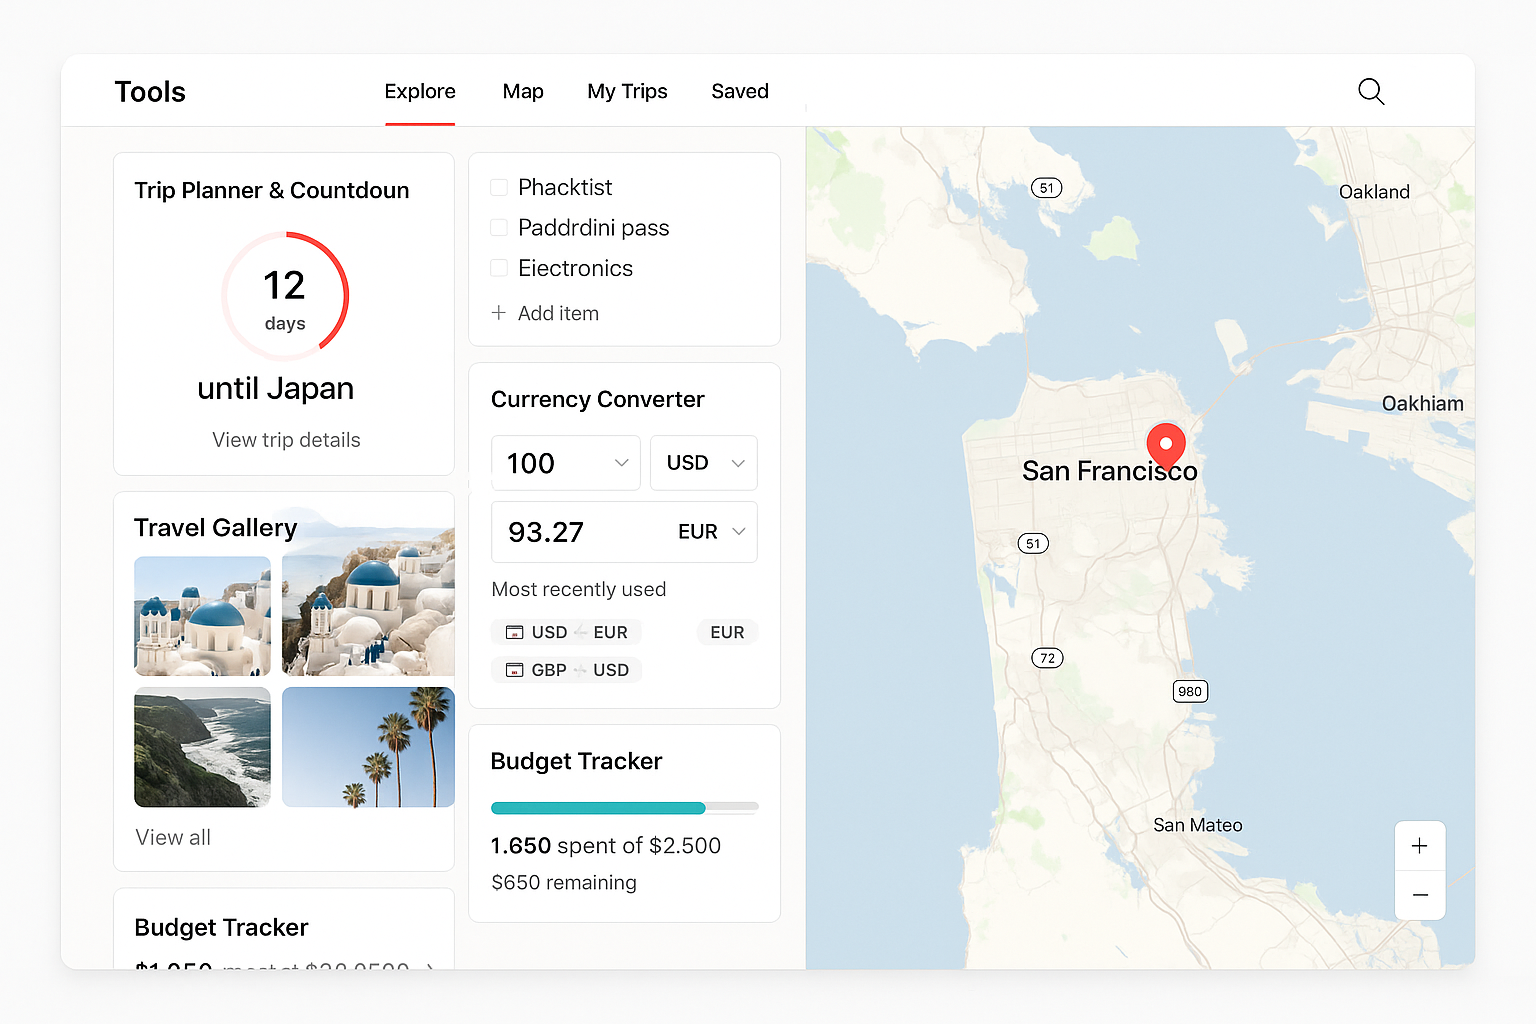 Tools
Explore
Map
My Trips
Saved
Trip Planner & Countdoun
12
days
until Japan
View trip details
Travel Gallery
View all
Budget Tracker
Phacktist
Paddrdini pass
Eiectronics
+ Add item
Currency Converter
100
USD
93.27
EUR
Most recently used
USD EUR
EUR
GBP USD
Budget Tracker
1.650 spent of $2.500
$650 remaining
51
Oakland
Oakhiam
San Francisco
51
72
980
San Mateo
+
−